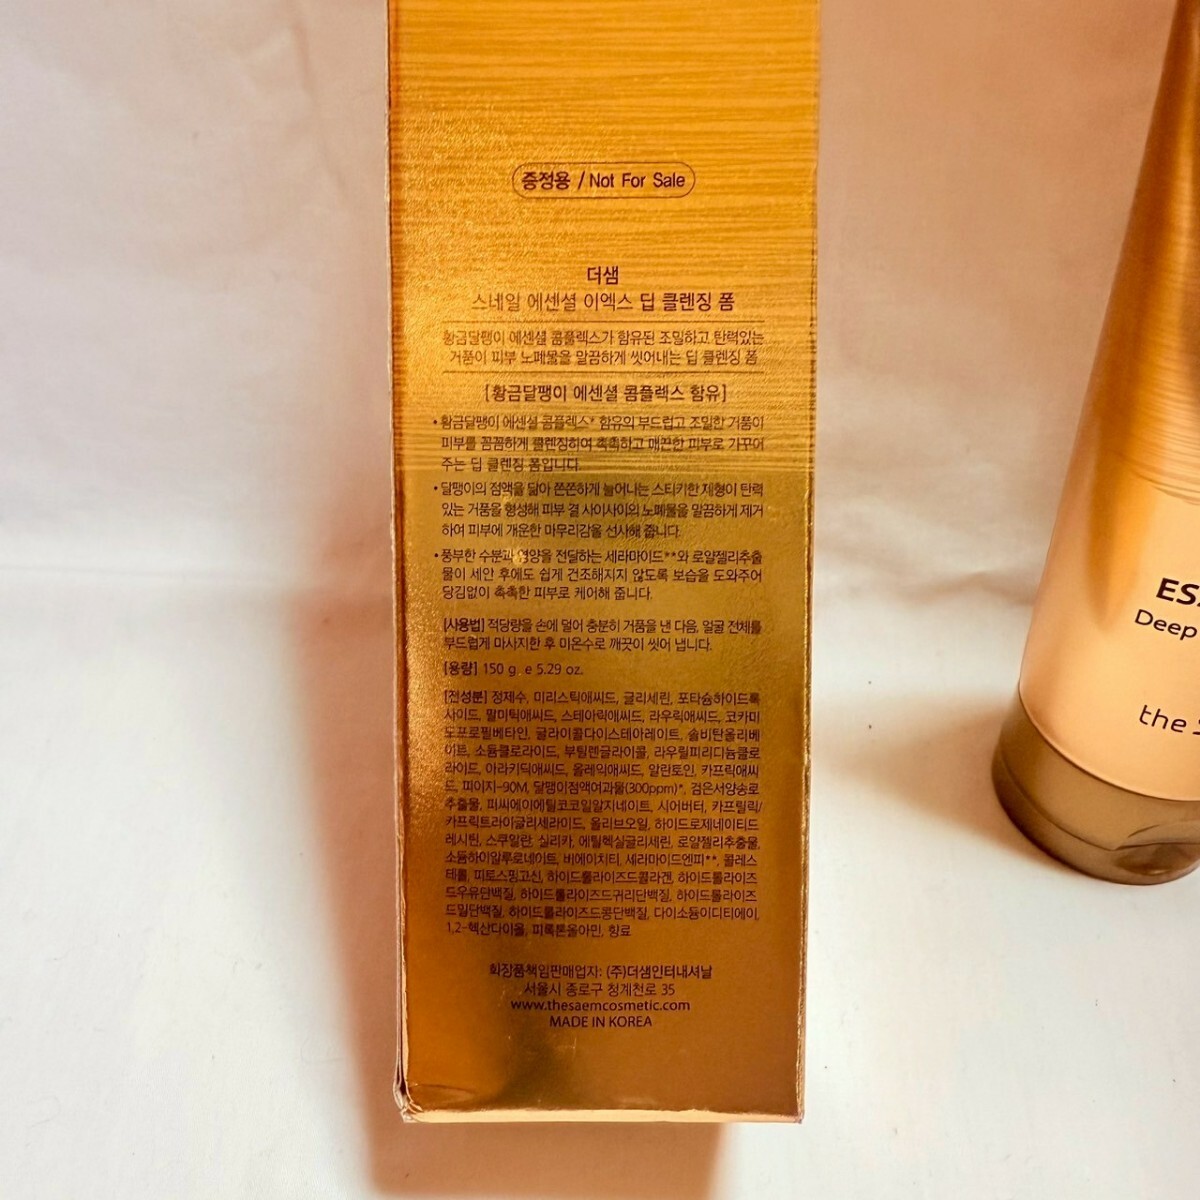 증정용 / Not For Sale
더샘
스네일 에센셜 이엑스 딥 클렌징 폼
황금달팽이 에센셜 콤플렉스가 함유된 조밀하고 탄력있는
거품이 피부 노폐물을 말끔하게 씻어내는 딥 클렌징 폼
[황금달팽이 에센셜 콤플렉스 함유]
• 황금달팽이 에센셜 콤플렉스* 함유의 부드럽고 조밀한 거품이
피부를 꼼꼼하게 클렌징하여 촉촉하고 매끈한 피부로 가꾸어
주는 딥 클렌징 폼입니다.
• 달팽이의 점액을 닮아 쫀쫀하게 늘어나는 스티키한 제형이 탄력
있는 거품을 형성해 피부 결 사이사이의 노폐물을 말끔하게 제거
하여 피부에 개운한 마무리감을 선사해 줍니다.
• 풍부한 수분과 영양을 전달하는 세라마이드**와 로얄젤리추출
물이 세안 후에도 쉽게 건조해지지 않도록 보습을 도와주어
당김없이 촉촉한 피부로 케어해 줍니다.
[사용법] 적당량을 손에 덜어 충분히 거품을 낸 다음, 얼굴 전체를
부드럽게 마사지한 후 미온수로 깨끗이 씻어 냅니다.
[용량] 150 g. e 5.29 oz.
[전성분] 정제수, 미리스틱애씨드, 글리세린, 포타슘하이드록
사이드, 팔미틱애씨드, 스테아릭애씨드, 라우릭애씨드, 코카미
도프로필베타인, 글라이콜다이스테아레이트, 솔비탄올리베
이트, 소듐클로라이드, 부틸렌글라이콜, 라우릴피리디늄클로
라이드, 아라키딕애씨드, 올레익애씨드, 알란토인, 카프릭애씨
드, 피이지-90M, 달팽이점액여과물(300ppm)*, 검은서양송로
추출물, 피씨에이에틸코코일알지네이트, 시어버터, 카프릴릭/
카프릭트라이글리세라이드, 올리브오일, 하이드로제네이티드
레시틴, 스쿠알란, 실리카, 에틸헥실글리세린, 로얄젤리추출물,
소듐하이알루로네이트, 비에이치티, 세라마이드엔피**, 콜레스
테롤, 피토스핑고신, 하이드롤라이즈드콜라겐, 하이드롤라이즈
드우유단백질, 하이드롤라이즈드귀리단백질, 하이드롤라이즈
드밀단백질, 하이드롤라이즈드콩단백질, 다이소듐이디티에이,
1,2-헥산다이올, 피록톤올아민, 향료
화장품책임판매업자: (주)더샘인터내셔날
서울시 종로구 청계천로 35
www.thesaemcosmetic.com
MADE IN KOREA
Deep
the